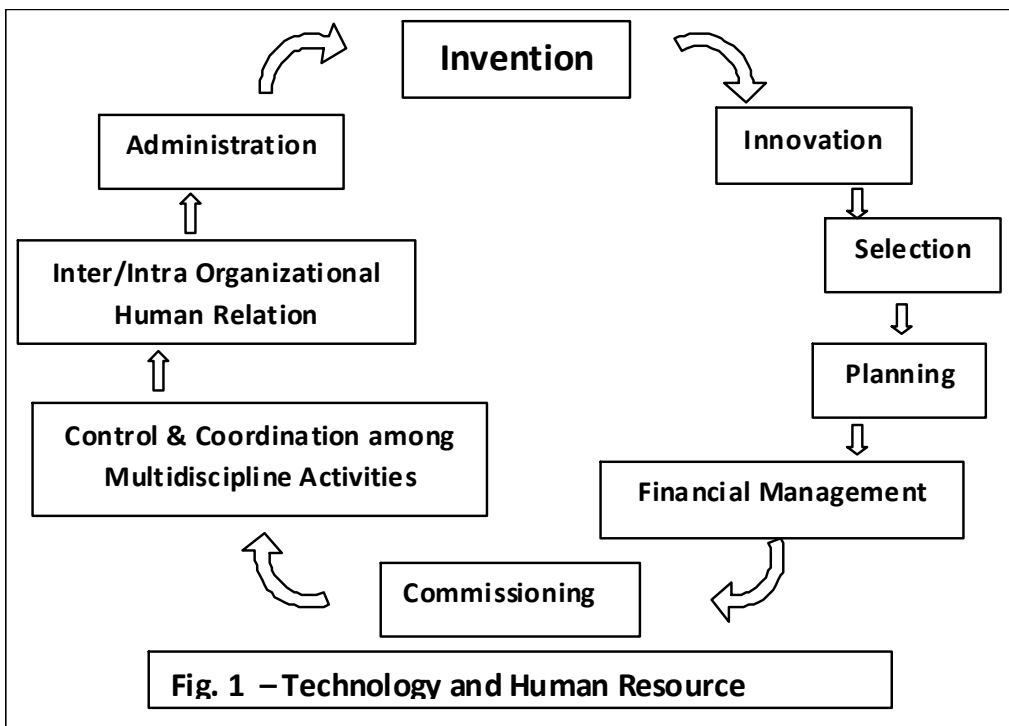 Invention
Innovation
Selection
Planning
Financial Management
Commissioning
Control & Coordination among
Multidiscipline Activities
Inter/Intra Organizational
Human Relation
Administration
Fig. 1 – Technology and Human Resource